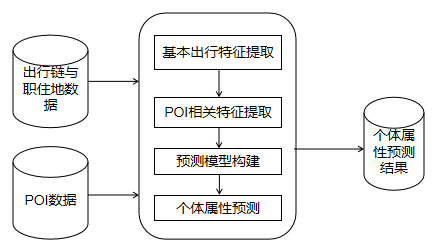 出行链与
职住地数
据
POI数据
基本出行特征提取
POI相关特征提取
预测模型构建
个体属性预测
个体属
性预测
结果